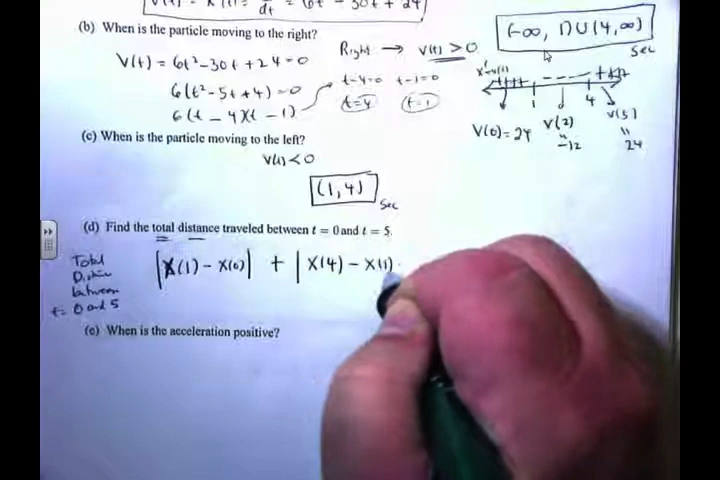 (b) When is the particle moving to the right?
Right → v(t) > 0
(-∞, 1) ∪ (4, ∞)
sec
V(t) = 6t² - 30t + 24 = 0
6(t² - 5t + 4) = 0
6(t - 4)(t - 1)
t - 4 = 0 t - 1 = 0
t = 4 t = 1
++++ ---- ++++
1 4
V(0) = 24
V(2)
"
-12
V(5)
"
24
(c) When is the particle moving to the left?
V(t) < 0
(1, 4)
sec
(d) Find the total distance traveled between t = 0 and t = 5.
Total
between
t = 0 and 5
|X(1) - X(0)| + |X(4) - X(1)
(e) When is the acceleration positive?